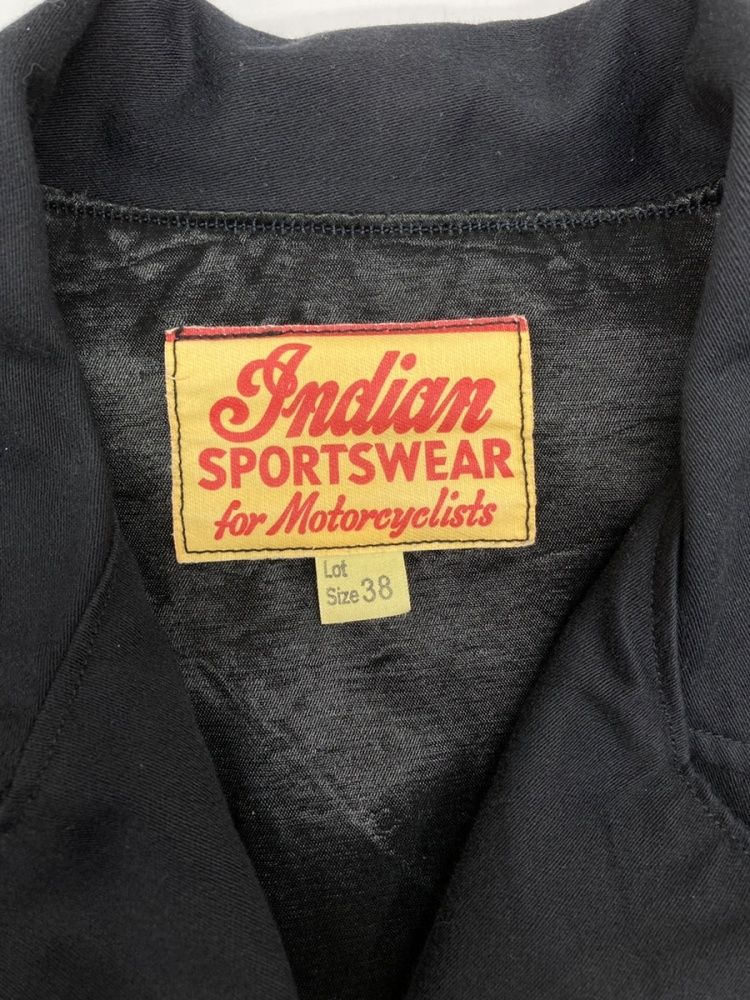 Indian
SPORTSWEAR
for Motorcyclists
Lot
Size 38